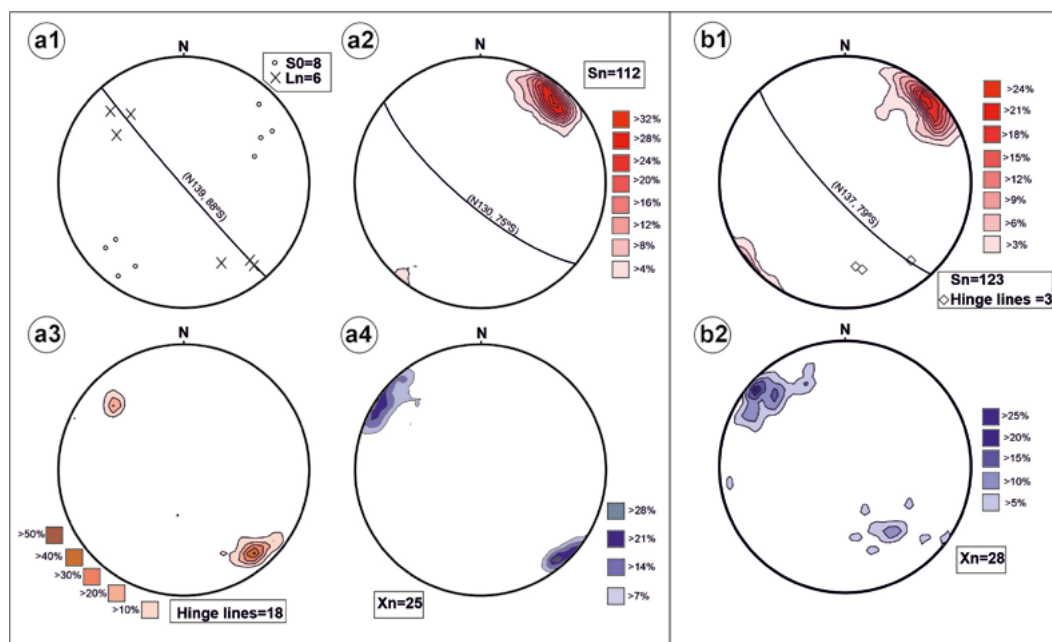 a1
N
S0=8
Ln=6
(N139, 88ºS)
a2
N
Sn=112
(N130, 75ºS)
>32%
>28%
>24%
>20%
>16%
>12%
>8%
>4%
b1
N
(N137, 79ºS)
>24%
>21%
>18%
>15%
>12%
>9%
>6%
>3%
Sn=123
Hinge lines =3
a3
N
>50%
>40%
>30%
>20%
>10%
Hinge lines=18
a4
N
>28%
>21%
>14%
>7%
Xn=25
b2
N
>25%
>20%
>15%
>10%
>5%
Xn=28